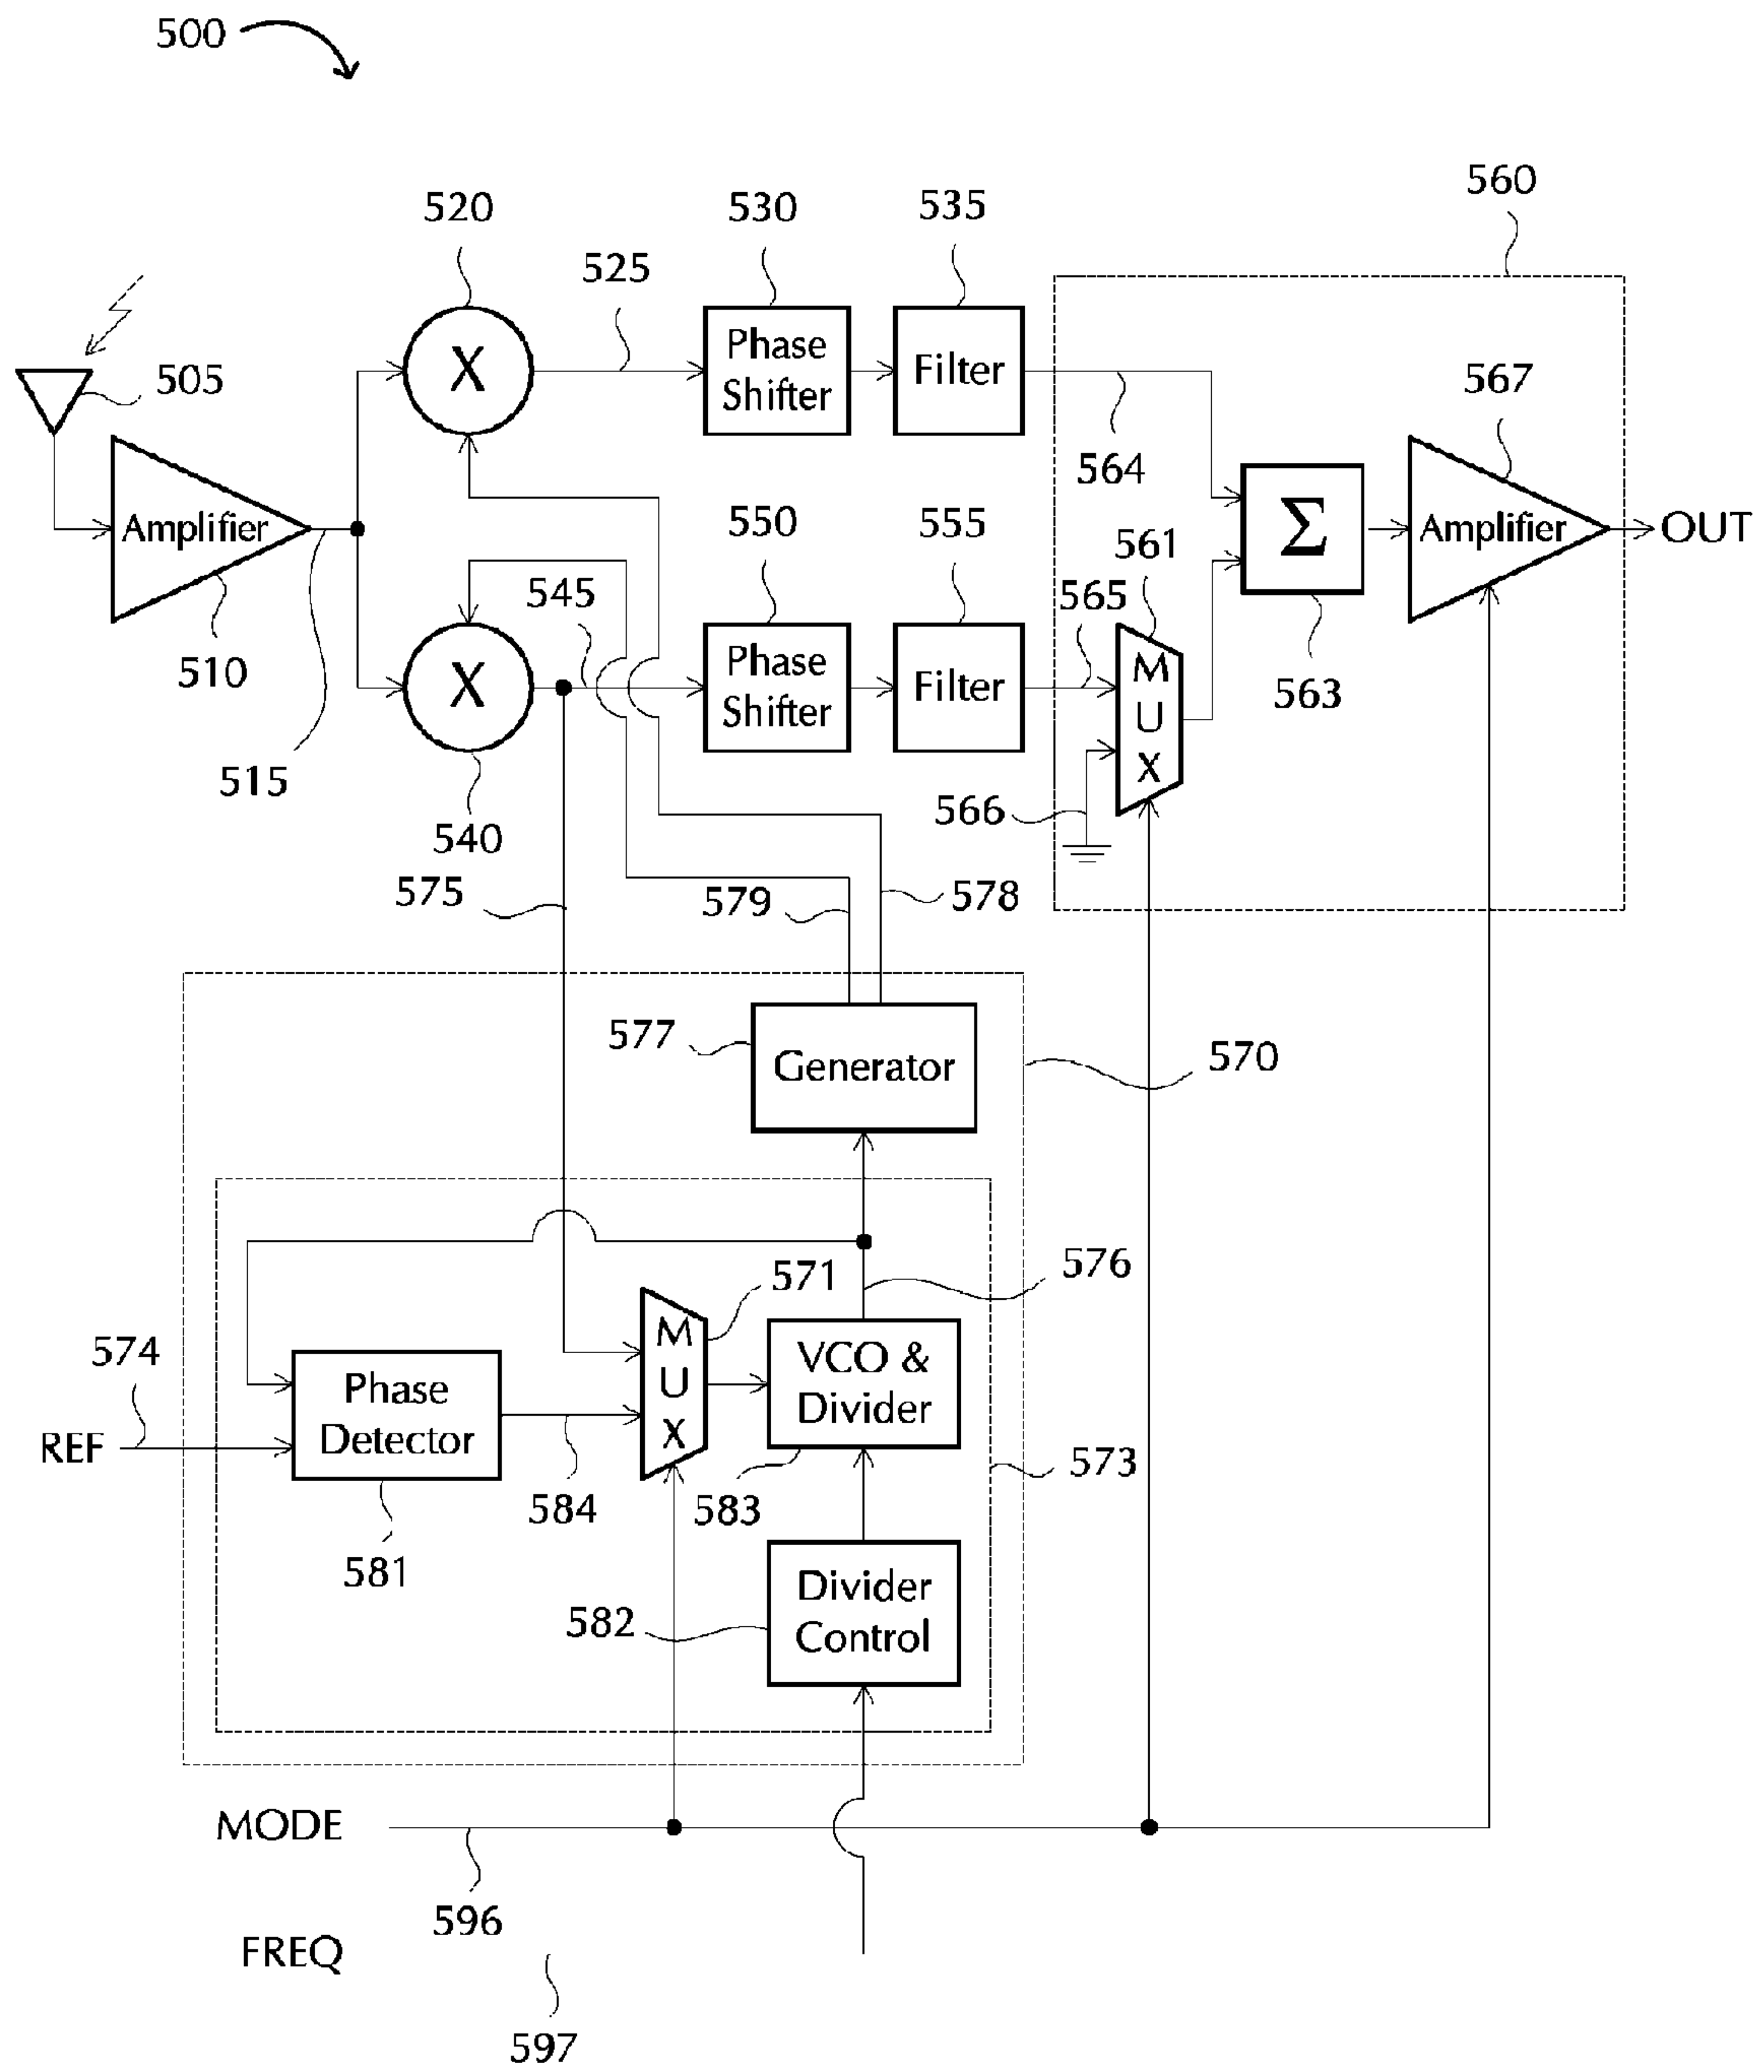 500
520
530
535
560
525
505
X
Phase
Shifter
Filter
567
564
Amplifier
510
515
550
555
561
Σ
Amplifier
OUT
545
565
563
X
Phase
Shifter
Filter
M
U
X
566
540
575
579
578
577
Generator
570
576
571
574
REF
Phase
Detector
M
U
X
VCO &
Divider
573
584
583
581
582
Divider
Control
MODE
596
FREQ
597